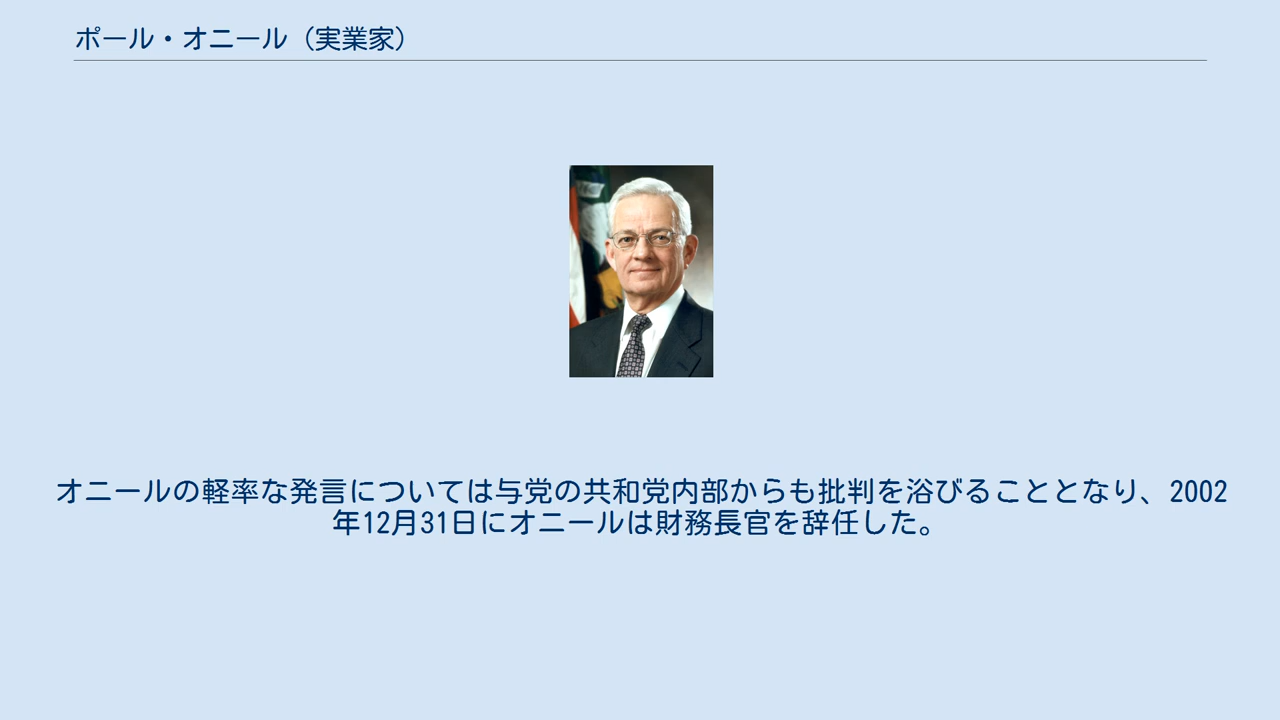 ポール・オニール（実業家）
オニールの軽率な発言については与党の共和党内部からも批判を浴びることとなり、2002
年12月31日にオニールは財務長官を辞任した。